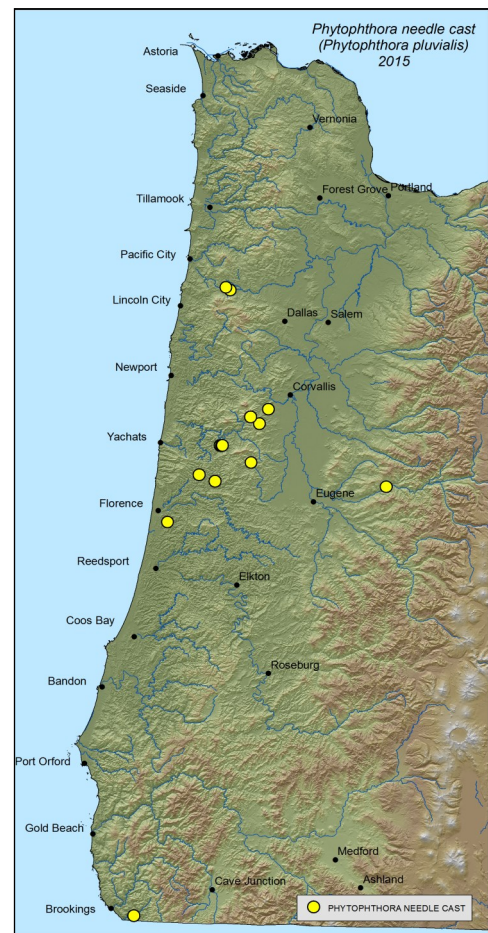 Phytophthora needle cast
(Phytophthora pluvialis)
2015
Astoria
Seaside
Vernonia
Forest Grove
Portland
Tillamook
Pacific City
Lincoln City
Dallas
Salem
Newport
Corvallis
Yachats
Eugene
Florence
Reedsport
Elkton
Coos Bay
Roseburg
Bandon
Port Orford
Gold Beach
Medford
Cave Junction
Ashland
Brookings
PHYTOPHTHORA NEEDLE CAST